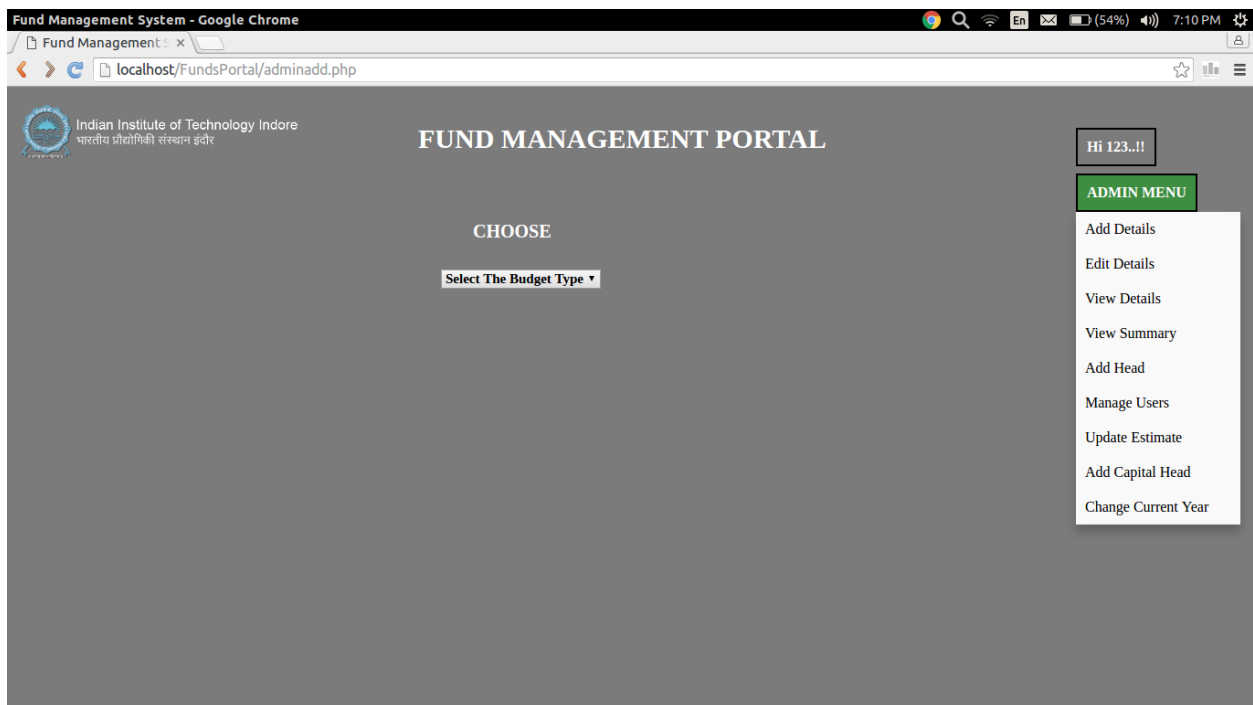 Fund Management System - Google Chrome
En (54%) 7:10 PM
Fund Management S
localhost/FundsPortal/adminadd.php
Indian Institute of Technology Indore
भारतीय प्रौद्योगिकी संस्थान इंदौर
FUND MANAGEMENT PORTAL
Hi 123..!!
ADMIN MENU
CHOOSE
Select The Budget Type
Add Details
Edit Details
View Details
View Summary
Add Head
Manage Users
Update Estimate
Add Capital Head
Change Current Year